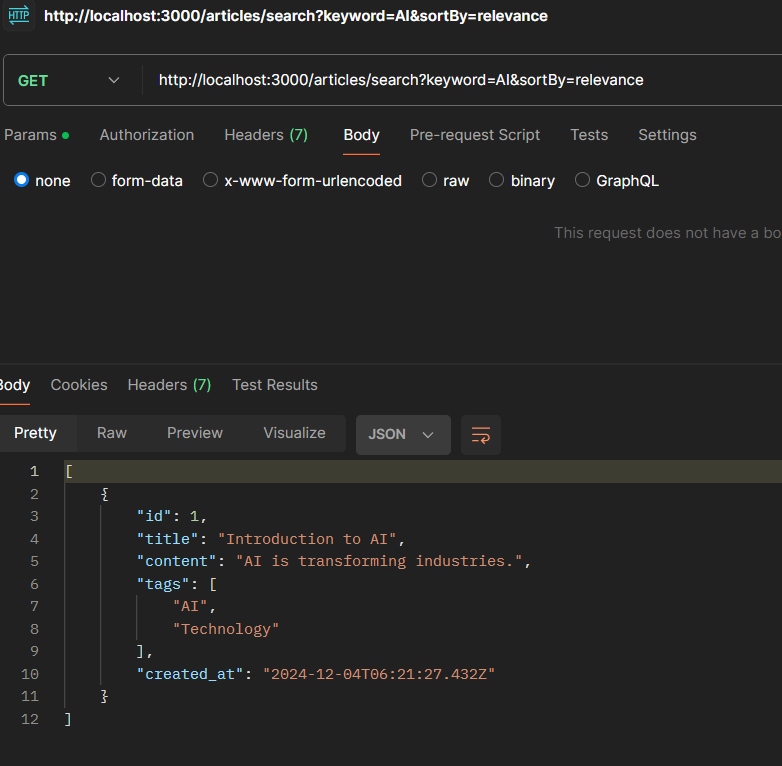 HTTP http://localhost:3000/articles/search?keyword=AI&sortBy=relevance
GET http://localhost:3000/articles/search?keyword=AI&sortBy=relevance
Params Authorization Headers (7) Body Pre-request Script Tests Settings
none form-data x-www-form-urlencoded raw binary GraphQL
This request does not have a bo
Body Cookies Headers (7) Test Results
Pretty Raw Preview Visualize JSON
1 [
2 {
3 "id": 1,
4 "title": "Introduction to AI",
5 "content": "AI is transforming industries.",
6 "tags": [
7 "AI",
8 "Technology"
9 ],
10 "created_at": "2024-12-04T06:21:27.432Z"
11 }
12 ]